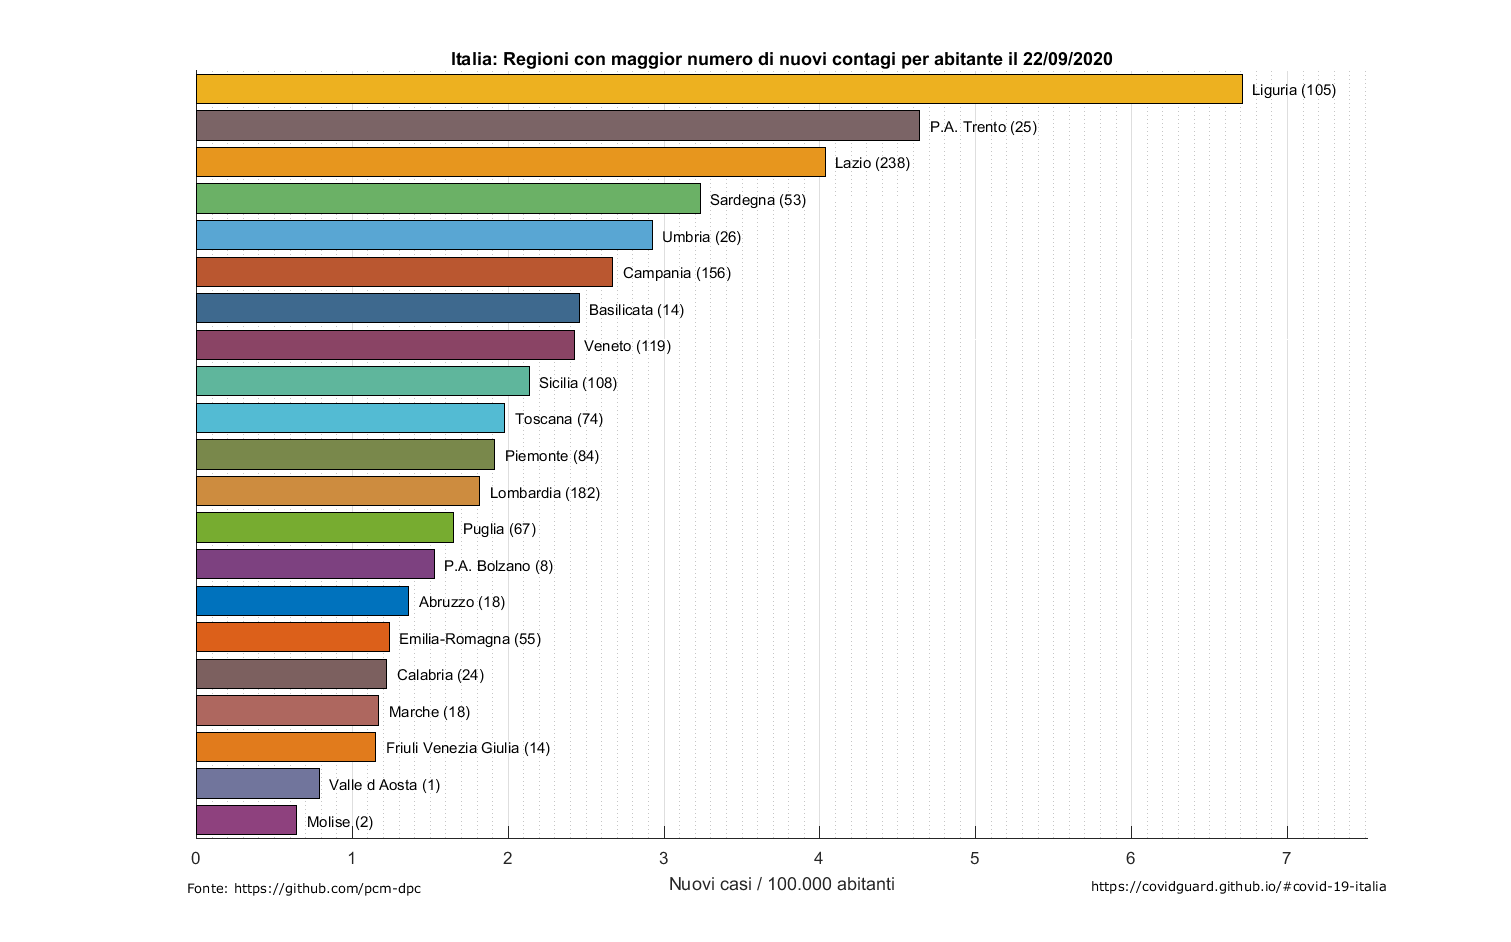 Italia: Regioni con maggior numero di nuovi contagi per abitante il 22/09/2020
Liguria (105)
P.A. Trento (25)
Lazio (238)
Sardegna (53)
Umbria (26)
Campania (156)
Basilicata (14)
Veneto (119)
Sicilia (108)
Toscana (74)
Piemonte (84)
Lombardia (182)
Puglia (67)
P.A. Bolzano (8)
Abruzzo (18)
Emilia-Romagna (55)
Calabria (24)
Marche (18)
Friuli Venezia Giulia (14)
Valle d Aosta (1)
Molise (2)
0 1 2 3 4 5 6 7
Nuovi casi / 100.000 abitanti
Fonte: https://github.com/pcm-dpc
https://covidguard.github.io/#covid-19-italia